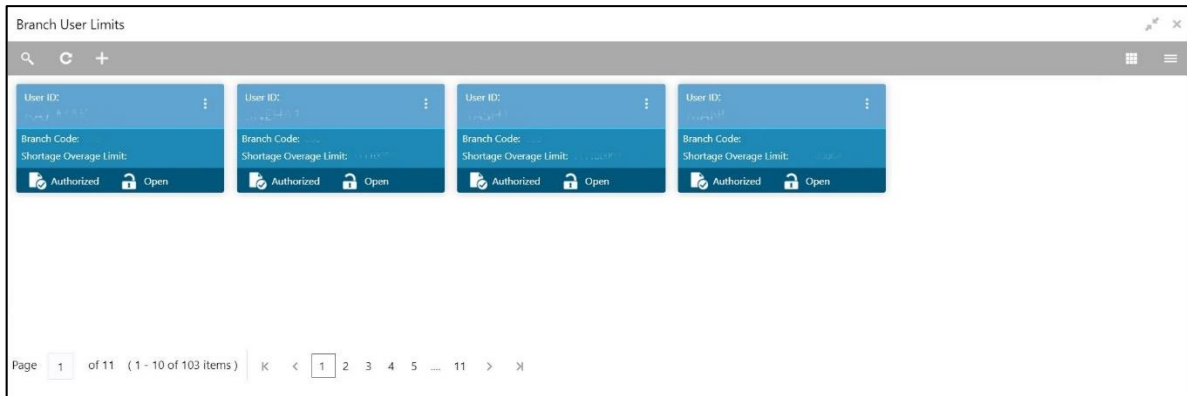 Branch User Limits
User ID: User ID: User ID: User ID:
Branch Code: Branch Code: Branch Code: Branch Code:
Shortage Overage Limit: Shortage Overage Limit: Shortage Overage Limit: Shortage Overage Limit:
Authorized Open Authorized Open Authorized Open Authorized Open
Page 1 of 11 ( 1 - 10 of 103 items ) 1 2 3 4 5 ... 11